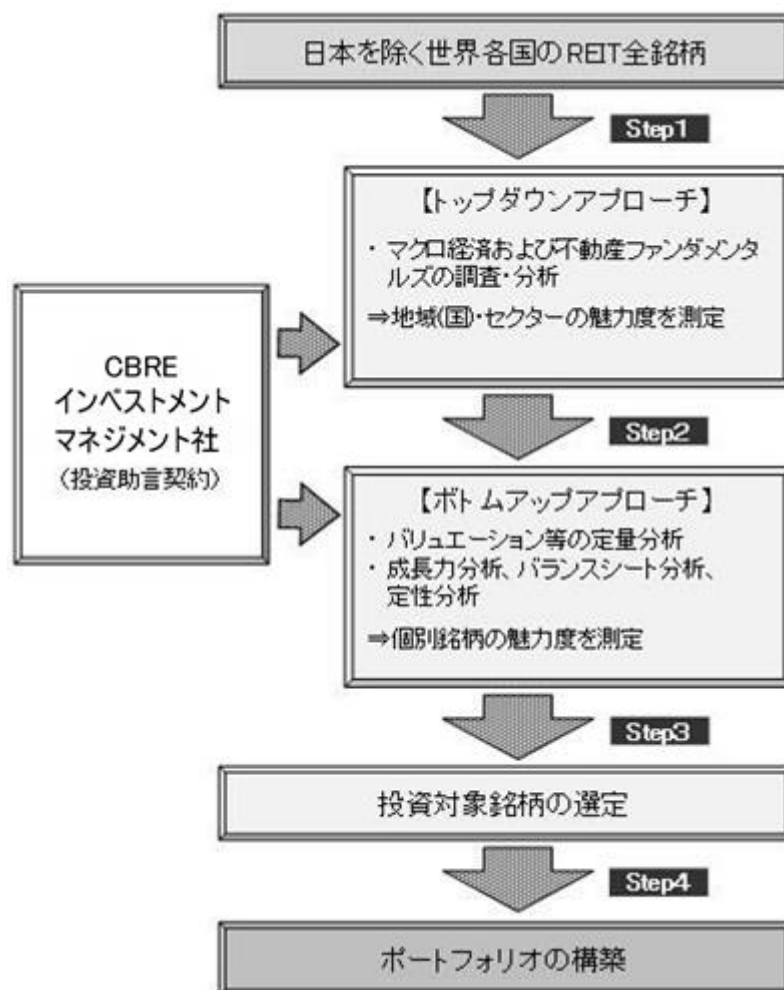 日本を除く世界各国のREIT全銘柄
Step1
【トップダウンアプローチ】
・ マクロ経済および不動産ファンダメンタ
ルズの調査・分析
⇒地域(国)・セクターの魅力度を測定
CBRE
インベストメント
マネジメント社
（投資助言契約）
Step2
【ボトムアップアプローチ】
・ バリュエーション等の定量分析
・ 成長力分析、バランスシート分析、
定性分析
⇒個別銘柄の魅力度を測定
Step3
投資対象銘柄の選定
Step4
ポートフォリオの構築